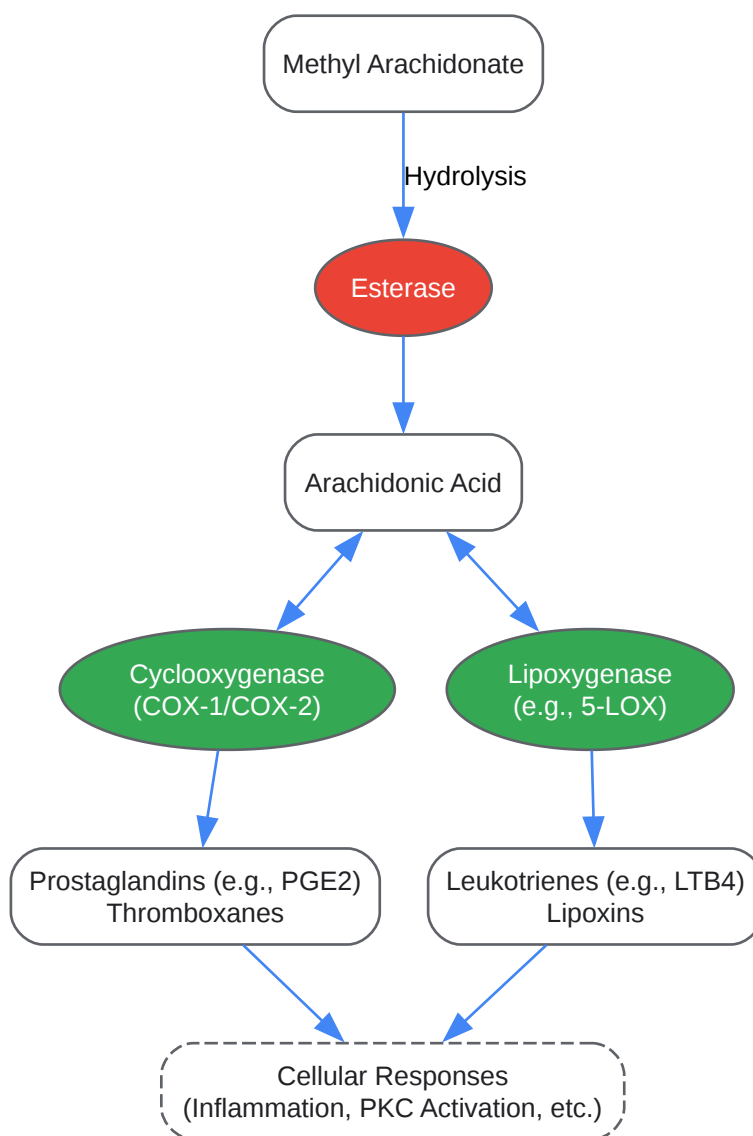 Methyl Arachidonate
Hydrolysis
Esterase
Arachidonic Acid
Cyclooxygenase
(COX-1/COX-2)
Lipoxygenase
(e.g., 5-LOX)
Prostaglandins (e.g., PGE2)
Thromboxanes
Leukotrienes (e.g., LTB4)
Lipoxins
Cellular Responses
(Inflammation, PKC Activation, etc.)